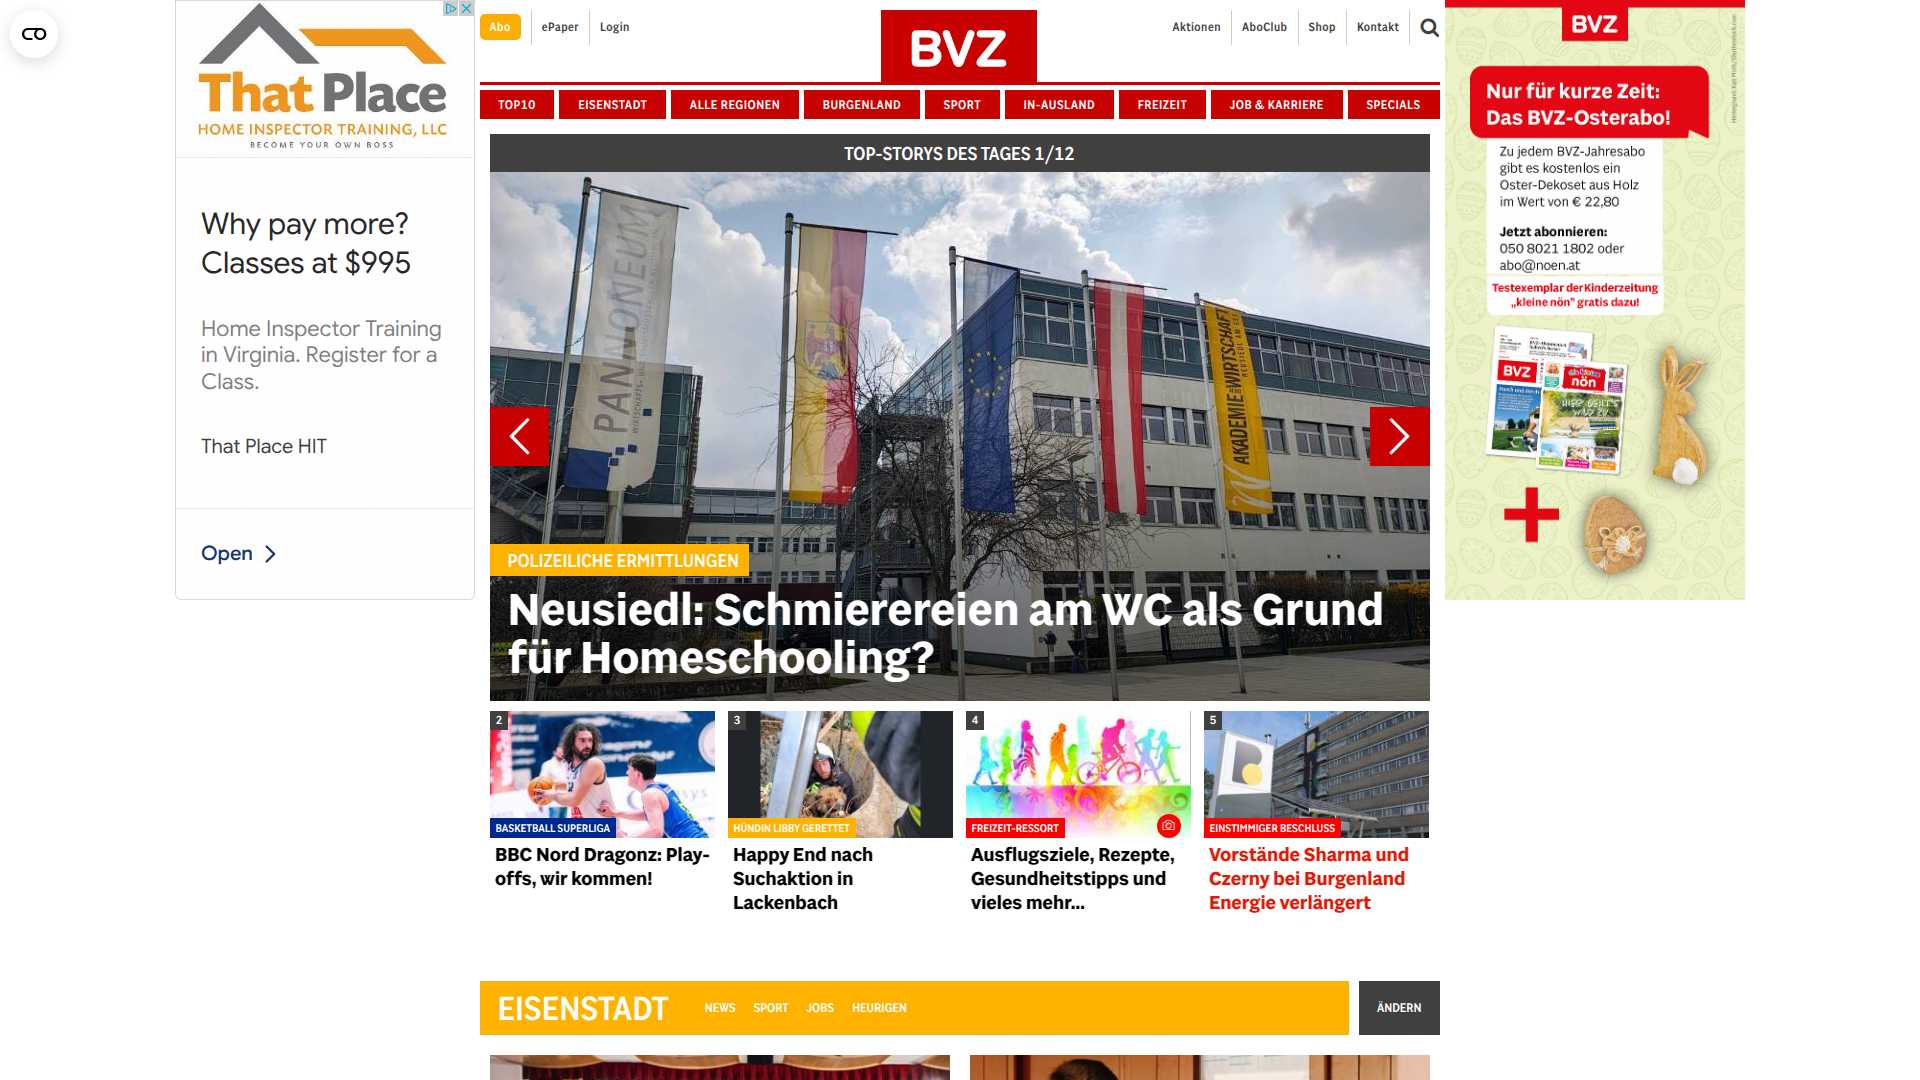 That Place
HOME INSPECTOR TRAINING, LLC
BECOME YOUR OWN BOSS
Why pay more?
Classes at $995
Home Inspector Training
in Virginia. Register for a
Class.
That Place HIT
Open
Abo
ePaper
Login
BVZ
Aktionen
AboClub
Shop
Kontakt
TOP10
EISENSTADT
ALLE REGIONEN
BURGENLAND
SPORT
IN-AUSLAND
FREIZEIT
JOB & KARRIERE
SPECIALS
TOP-STORYS DES TAGES 1/12
PANNONEUM
AKADEMIE WIRTSCHAFT
POLIZEILICHE ERMITTLUNGEN
Neusiedl: Schmierereien am WC als Grund
für Homeschooling?
2
BASKETBALL SUPERLIGA
BBC Nord Dragonz: Play-
offs, wir kommen!
3
HÜNDIN LIBBY GERETTET
Happy End nach
Suchaktion in
Lackenbach
4
FREIZEIT-RESSORT
Ausflugsziele, Rezepte,
Gesundheitstipps und
vieles mehr...
5
EINSTIMMIGER BESCHLUSS
Vorstände Sharma und
Czerny bei Burgenland
Energie verlängert
EISENSTADT
NEWS
SPORT
JOBS
HEURIGEN
ÄNDERN
BVZ
Nur für kurze Zeit:
Das BVZ-Osterabo!
Zu jedem BVZ-Jahresabo
gibt es kostenlos ein
Oster-Dekoset aus Holz
im Wert von € 22,80
Jetzt abonnieren:
050 8021 1802 oder
abo@noen.at
Testexemplar der Kinderzeitung
„kleine nön" gratis dazu!
BVZ
nön